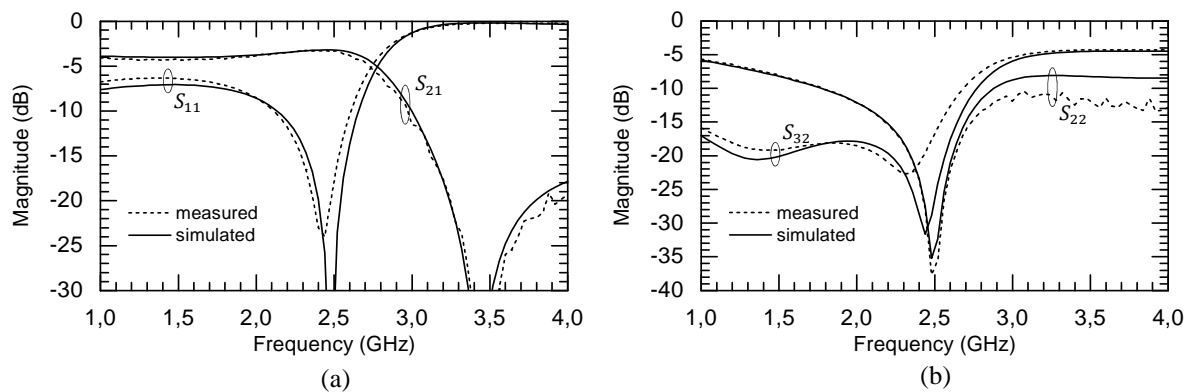 0
-5
-10
-15
-20
-25
-30
Magnitude (dB)
S11
S21
measured
simulated
1,0 1,5 2,0 2,5 3,0 3,5 4,0
Frequency (GHz)
(a)
0
-5
-10
-15
-20
-25
-30
-35
-40
Magnitude (dB)
S32
S22
measured
simulated
1,0 1,5 2,0 2,5 3,0 3,5 4,0
Frequency (GHz)
(b)